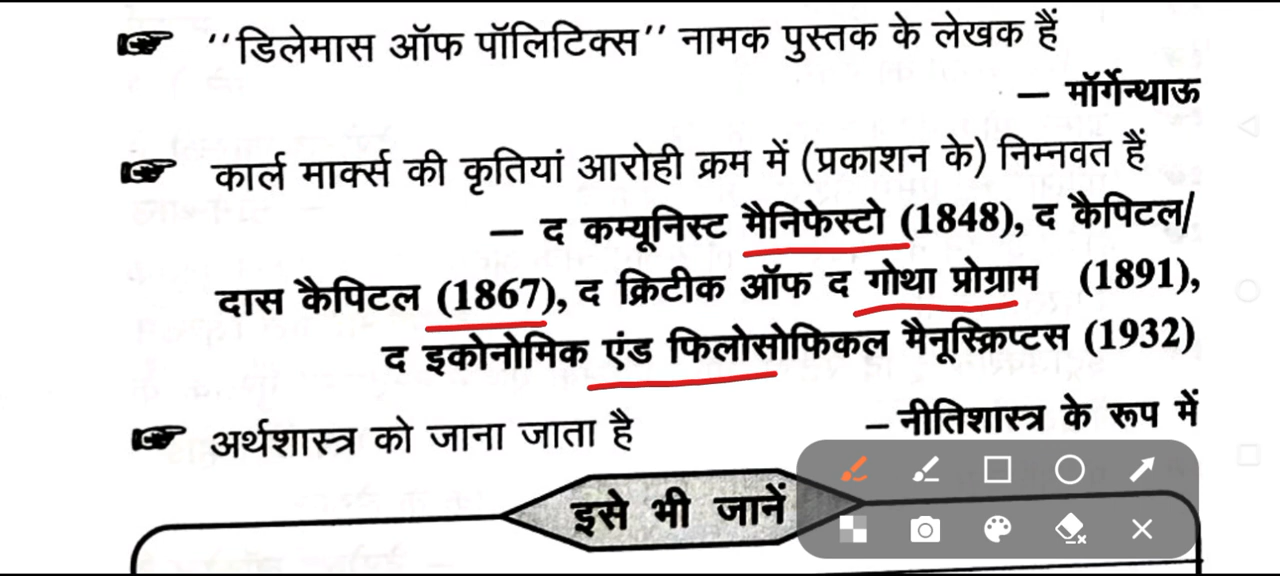 ‘‘डिलेमास ऑफ पॉलिटिक्स’’ नामक पुस्तक के लेखक हैं
— मॉर्गेन्थाऊ
कार्ल मार्क्स की कृतियां आरोही क्रम में (प्रकाशन के) निम्नवत हैं
— द कम्यूनिस्ट मैनिफेस्टो (1848), द कैपिटल/
दास कैपिटल (1867), द क्रिटीक ऑफ द गोथा प्रोग्राम (1891),
द इकोनोमिक एंड फिलोसोफिकल मैनूस्क्रिप्टस (1932)
अर्थशास्त्र को जाना जाता है – नीतिशास्त्र के रूप में
इसे भी जानें